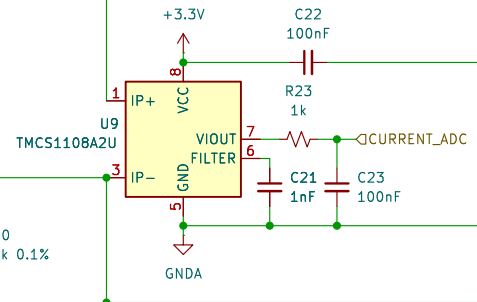 +3.3V
C22
100nF
8
VCC
R23
1k
1
IP+
U9
TMCS1108A2U
VIOUT
7
CURRENT_ADC
FILTER
6
3
IP-
GND
5
C21
1nF
C23
100nF
0
k 0.1%
GNDA